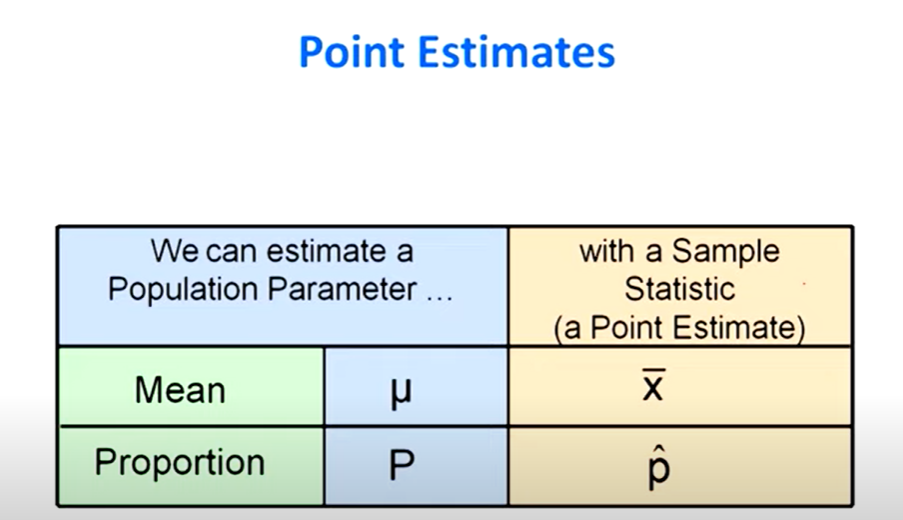 Point Estimates
We can estimate a
Population Parameter ...
with a Sample
Statistic
(a Point Estimate)
Mean
μ
x̅
Proportion
P
p̂